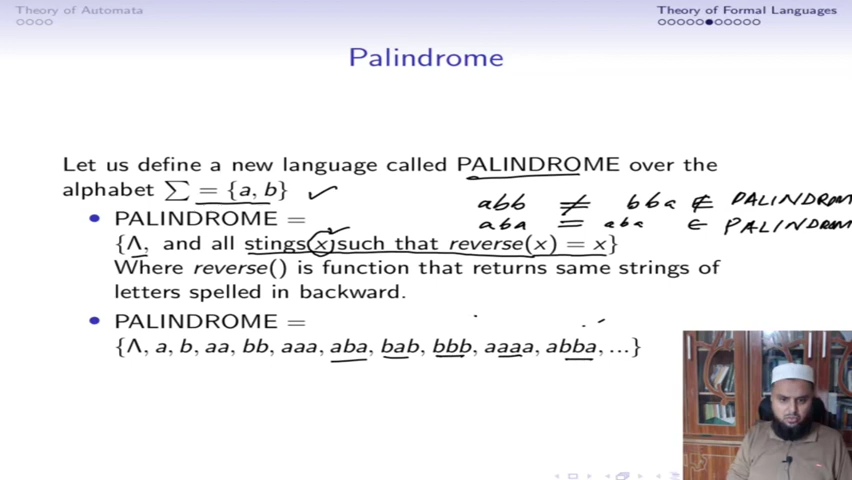 Theory of Automata
Theory of Formal Languages
Palindrome
Let us define a new language called PALINDROME over the
alphabet ∑ = {a, b}
abb ≠ bba ∉ PALINDROM
aba = aba ∈ PALINDROM
• PALINDROME =
{Λ, and all stings(x)such that reverse(x) = x}
Where reverse() is function that returns same strings of
letters spelled in backward.
• PALINDROME =
{Λ, a, b, aa, bb, aaa, aba, bab, bbb, aaaa, abba, ...}